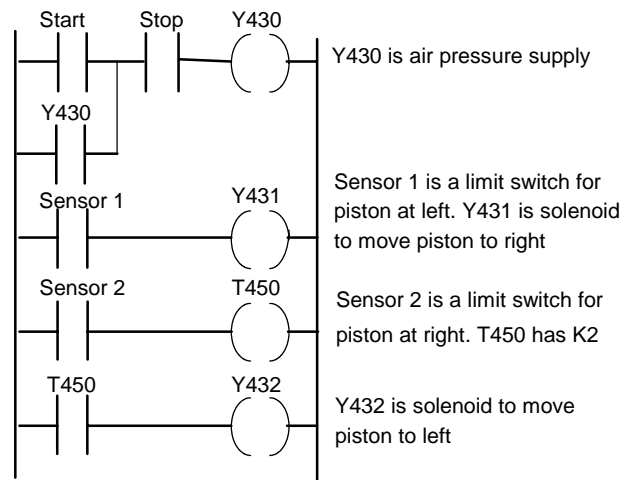 Start Stop Y430
Y430 is air pressure supply
Y430
Sensor 1 Y431
Sensor 1 is a limit switch for
piston at left. Y431 is solenoid
to move piston to right
Sensor 2 T450
Sensor 2 is a limit switch for
piston at right. T450 has K2
T450 Y432
Y432 is solenoid to move
piston to left